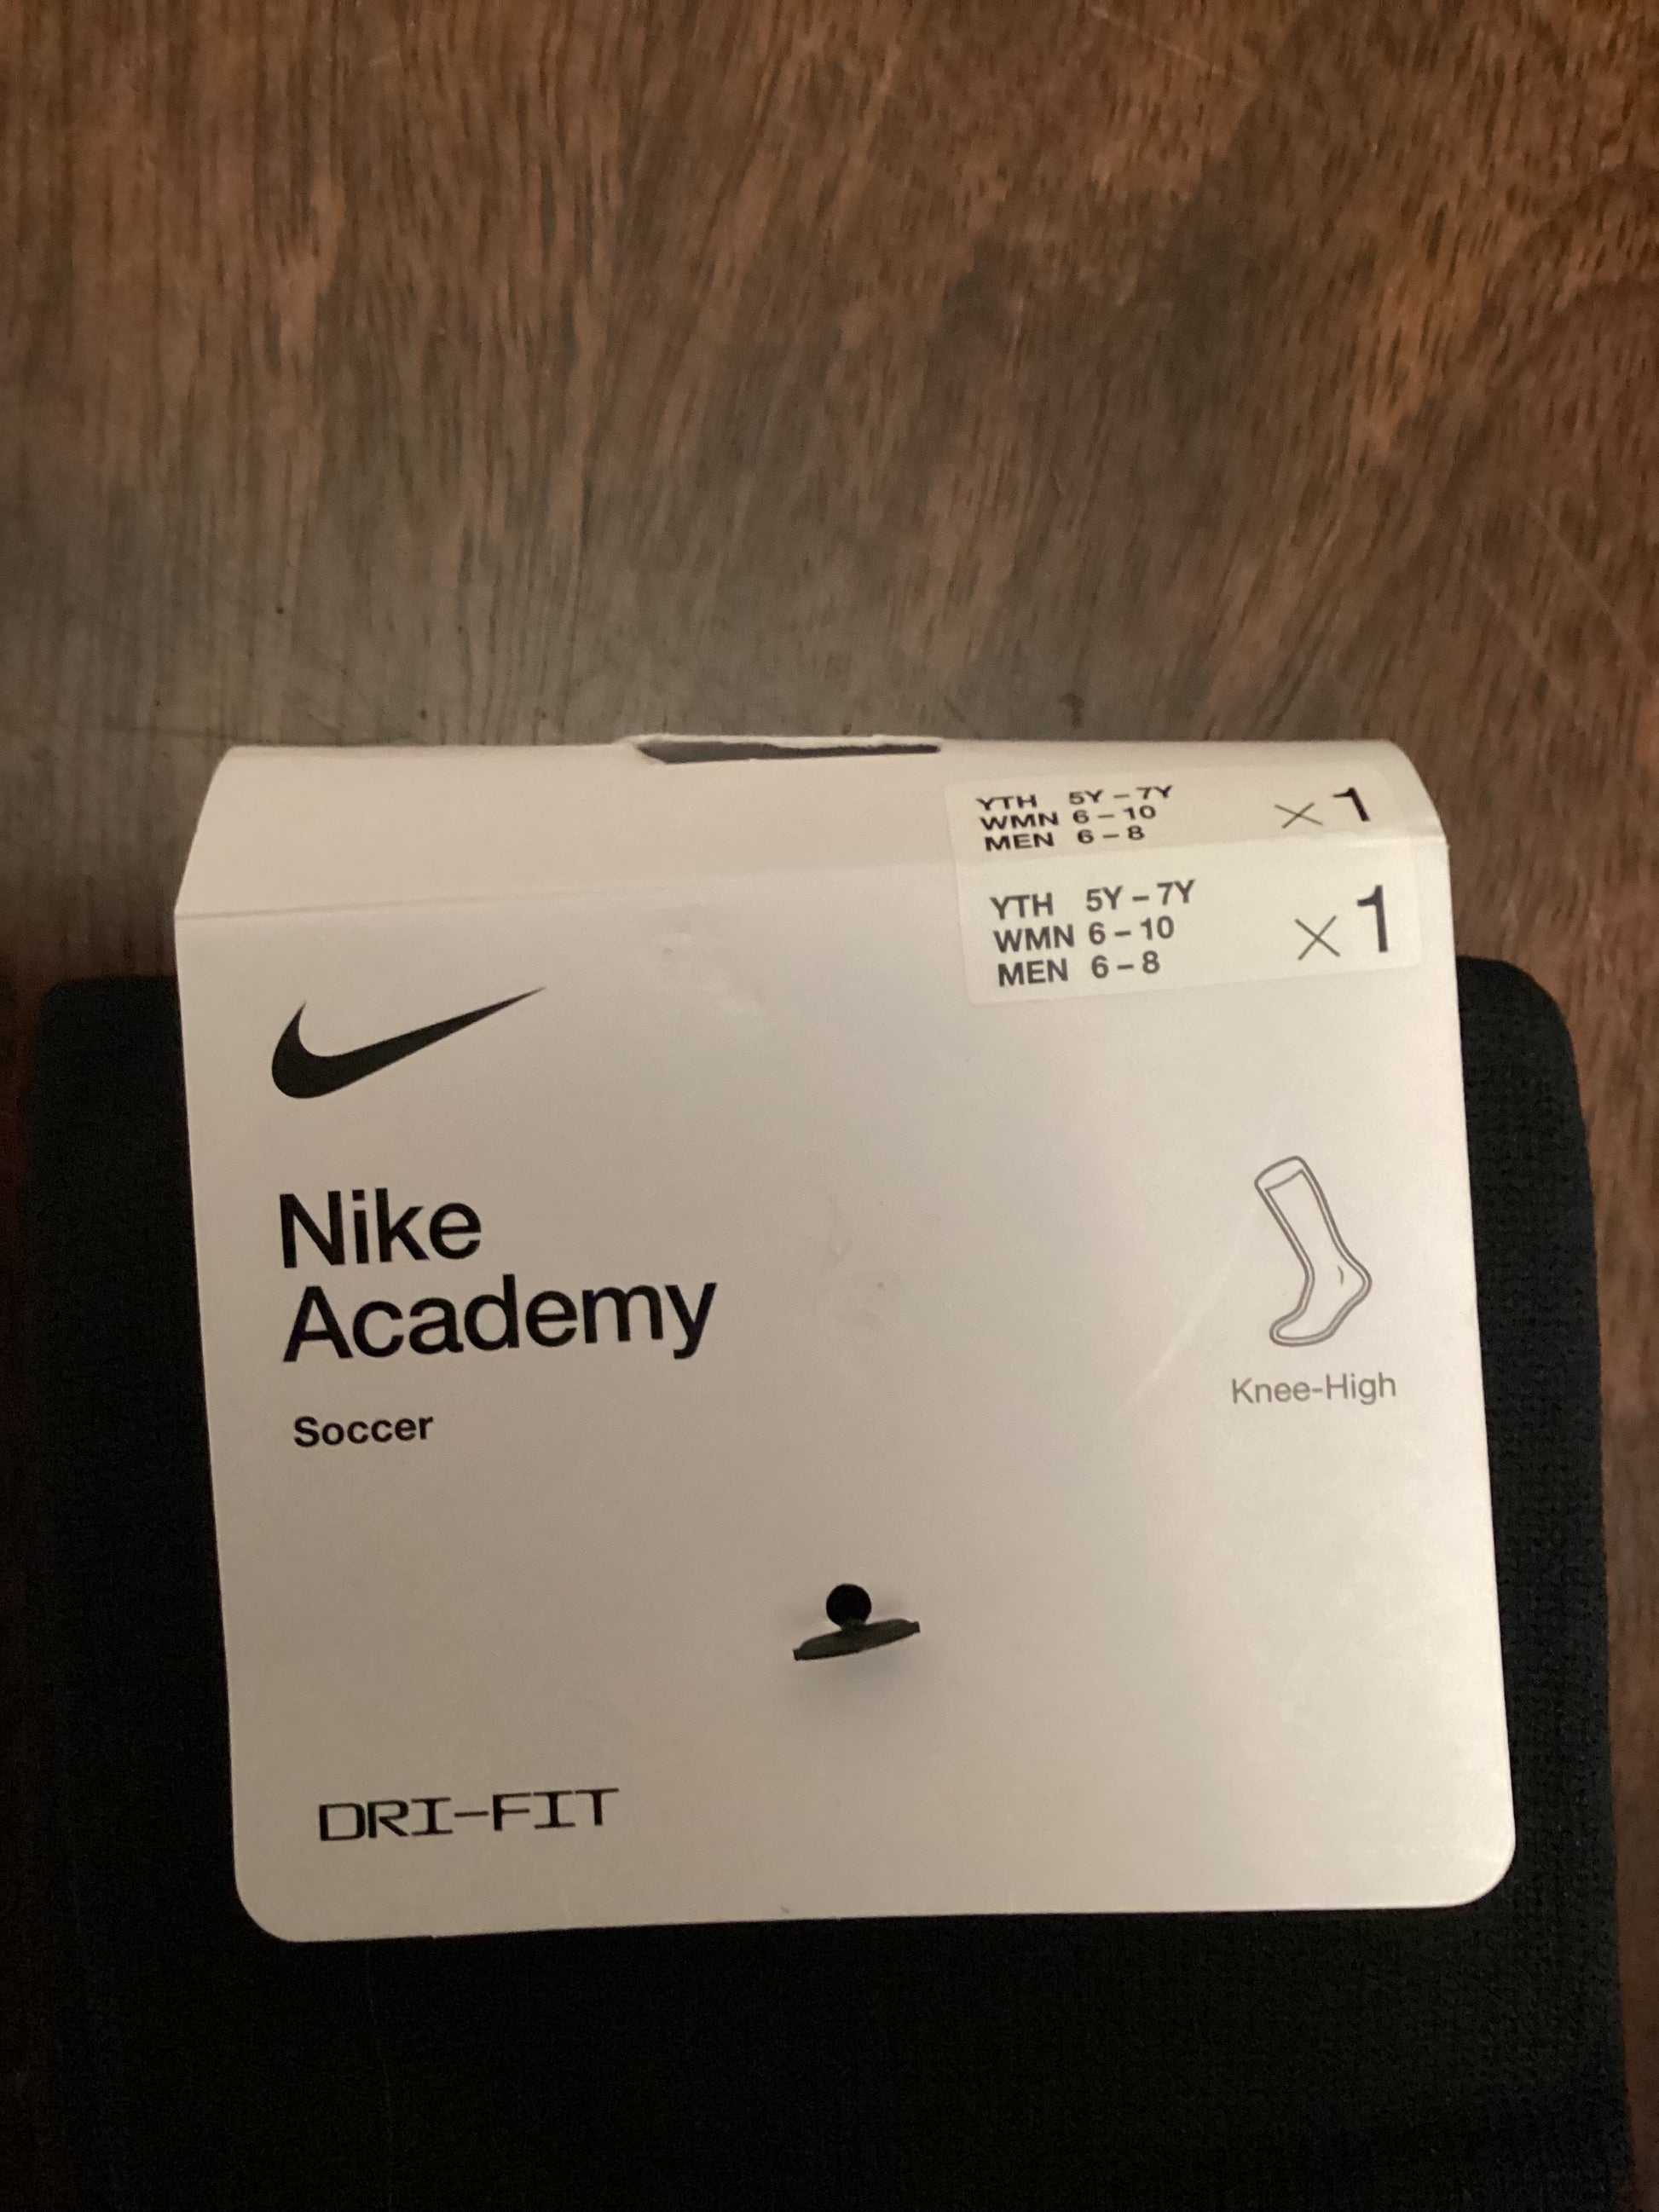 YTH 5Y – 7Y
WMN 6 – 10
MEN 6 – 8
× 1
YTH 5Y – 7Y
WMN 6 – 10
MEN 6 – 8
× 1
Nike
Academy
Soccer
Knee-High
DRI-FIT